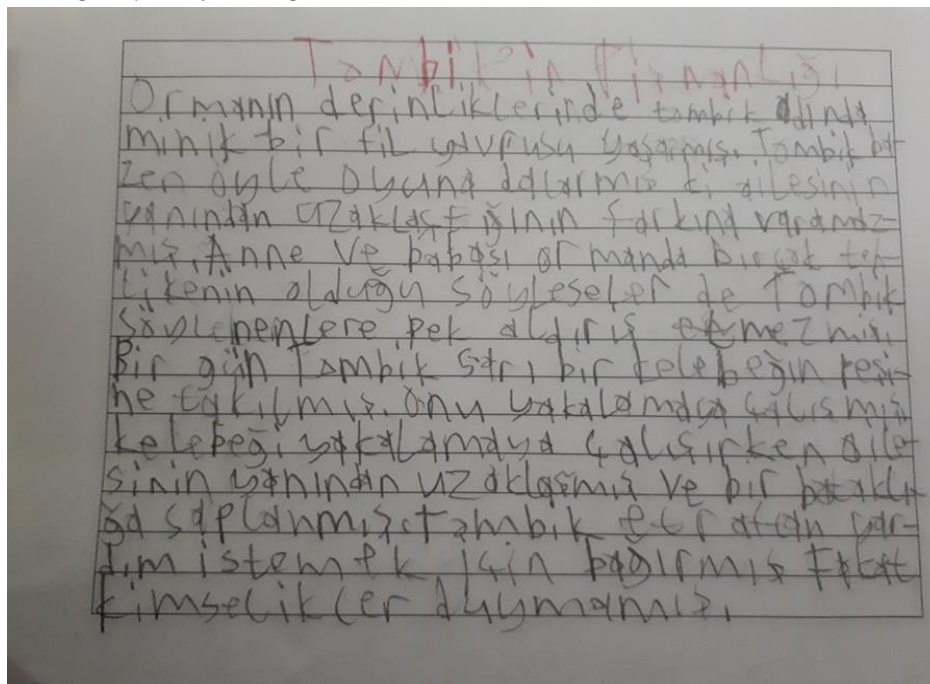 Tombik'in Pişmanlığı
Ormanın derinliklerinde tombik adında
minik bir fil yavrusu yaşarmış. Tombik ba-
zen öyle oyuna dalarmış ki ailesinin
yanından uzaklaştığının farkına varamaz-
mış. Anne ve babası ormanda birçok teh-
likenin olduğu söyleseler de Tombik
söylenenlere pek aldırış etmezmiş.
Bir gün Tombik sarı bir kelebeğin peşi-
ne takılmış. Onu yakalamaya çalışmış.
kelebeği yakalamaya çalışırken aile-
sinin yanından uzaklaşmış ve bir bataklı-
ğa saplanmış. Tombik etraftan yar-
dım istemek için bağırmış Fakat
kimselikler duymamış.